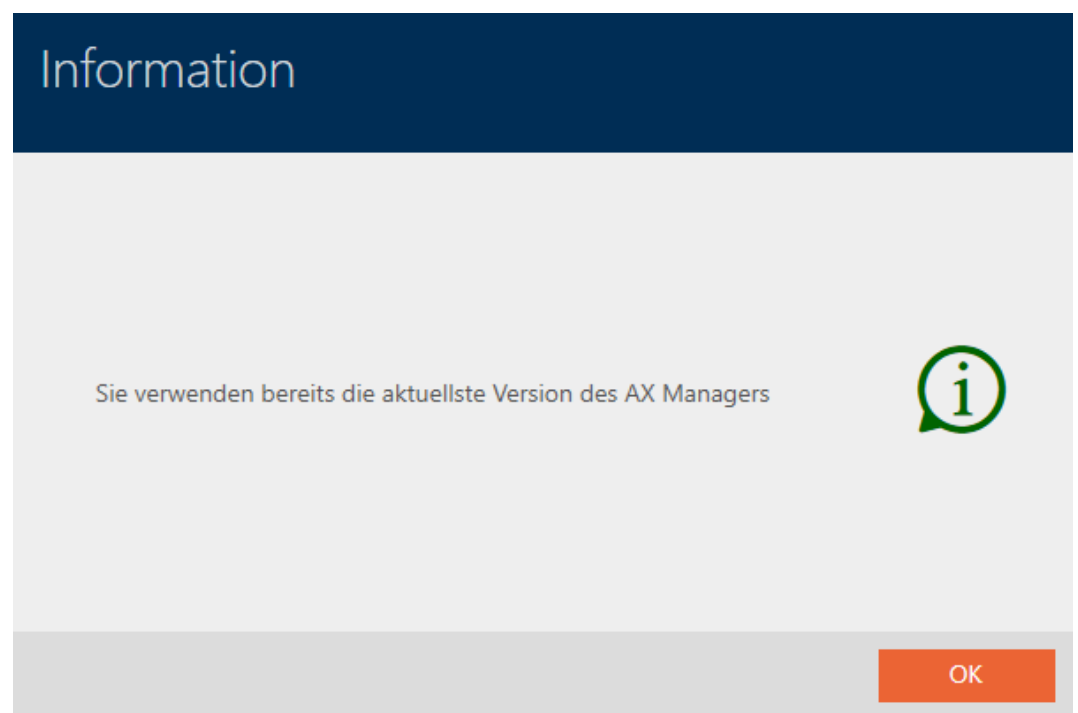 Information
Sie verwenden bereits die aktuellste Version des AX Managers
i
OK